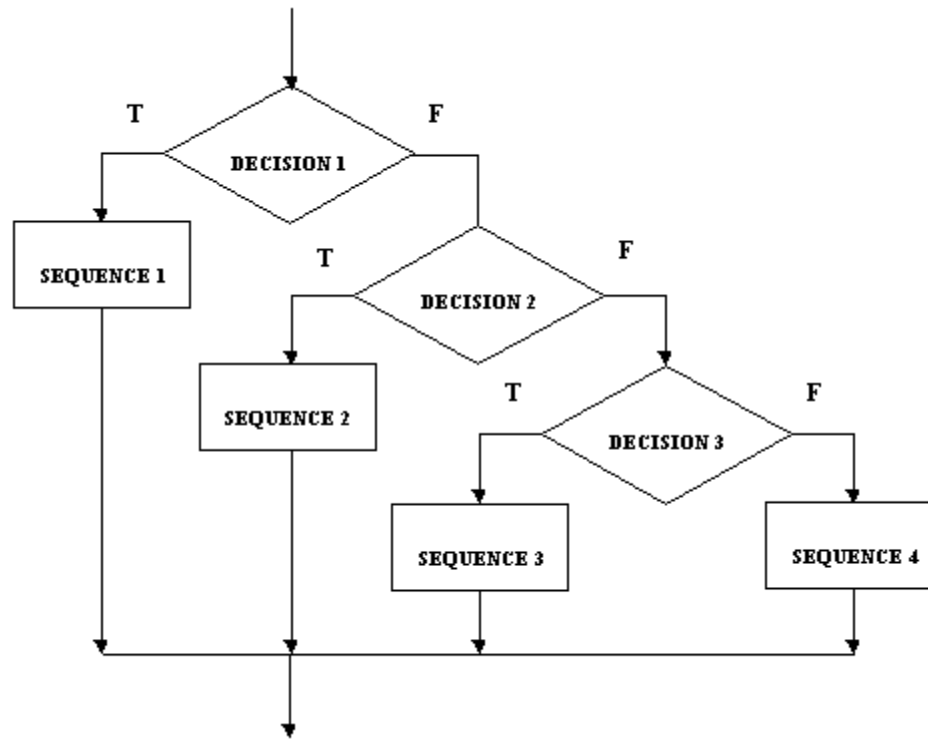 T
F
DECISION 1
T
F
SEQUENCE 1
DECISION 2
T
F
SEQUENCE 2
DECISION 3
SEQUENCE 3
SEQUENCE 4